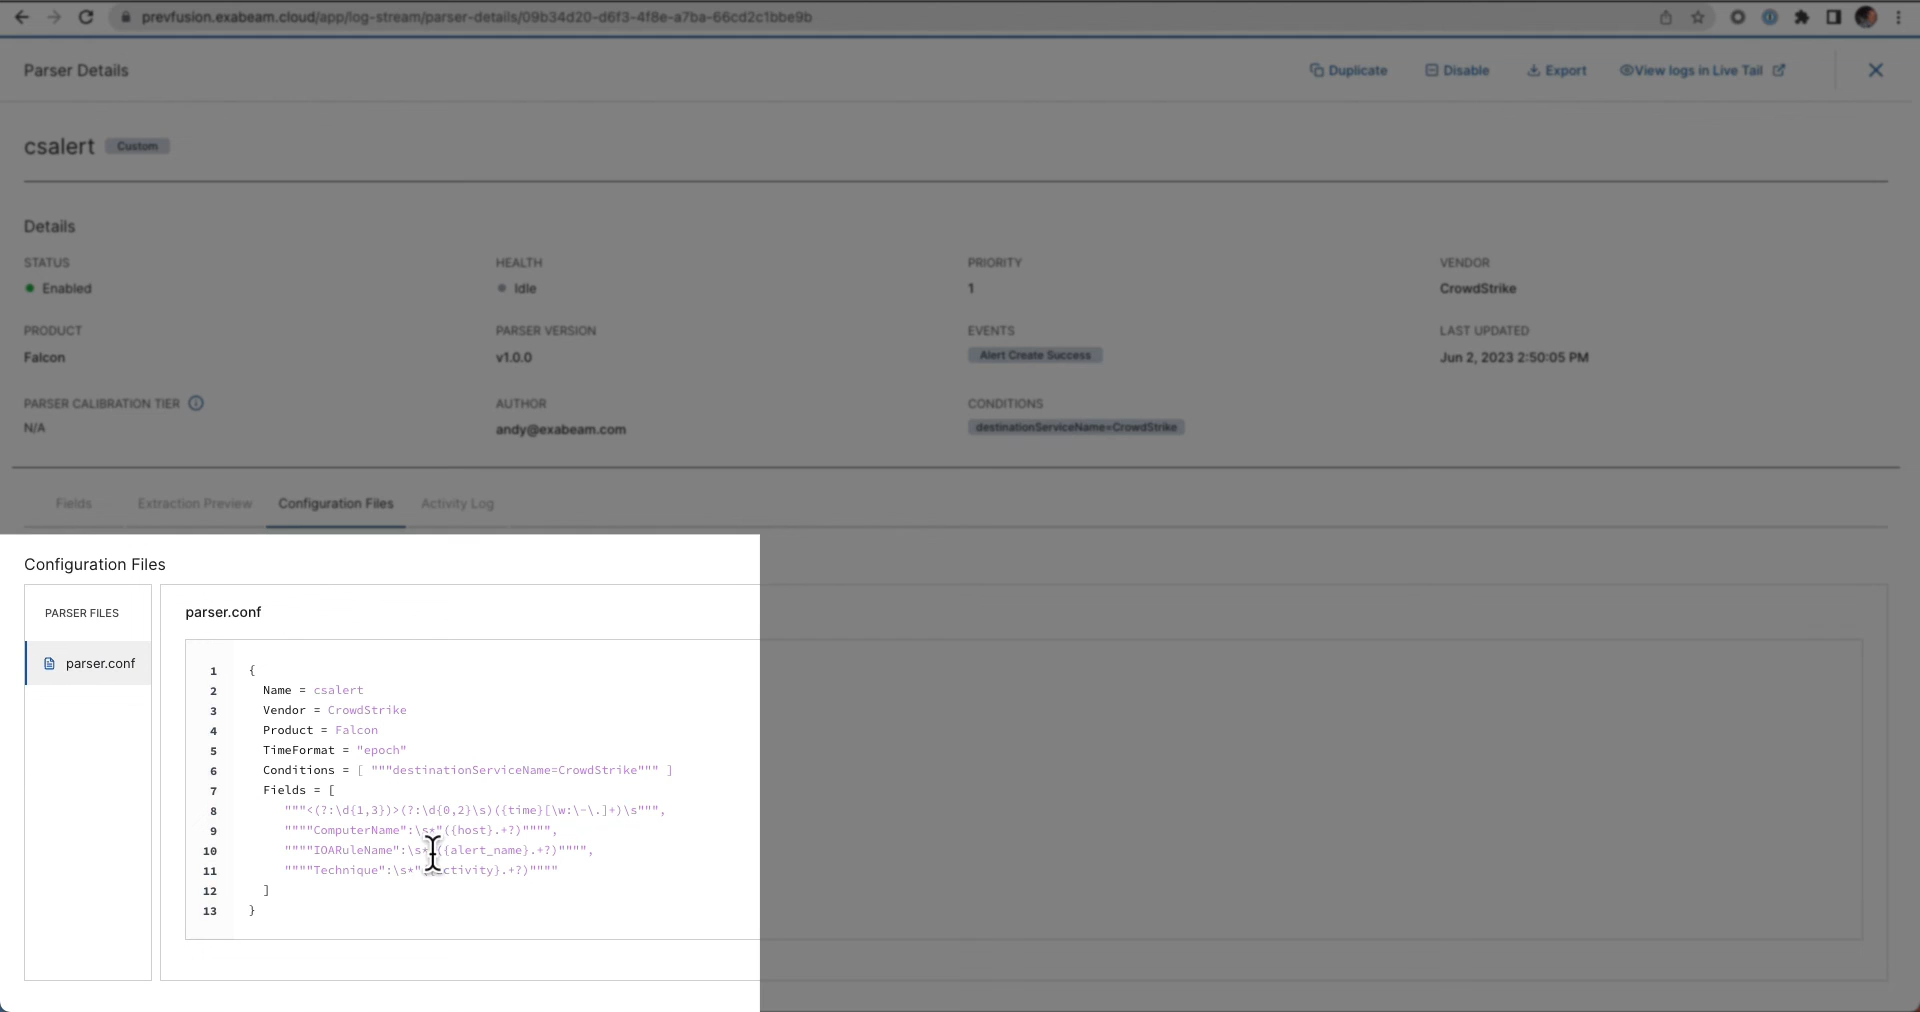 prevfusion.exabeam.cloud/app/log-stream/parser-details/09b34d20-d6f3-4f8e-a7ba-66cd2c1bbe9b
Parser Details
Duplicate
Disable
Export
View logs in Live Tail
csalert Custom
Details
STATUS
Enabled
HEALTH
Idle
PRIORITY
1
VENDOR
CrowdStrike
PRODUCT
Falcon
PARSER VERSION
v1.0.0
EVENTS
Alert Create Success
LAST UPDATED
Jun 2, 2023 2:50:05 PM
PARSER CALIBRATION TIER
N/A
AUTHOR
andy@exabeam.com
CONDITIONS
destinationServiceName=CrowdStrike
Fields
Extraction Preview
Configuration Files
Activity Log
Configuration Files
PARSER FILES
parser.conf
parser.conf
1 {
2 Name = csalert
3 Vendor = CrowdStrike
4 Product = Falcon
5 TimeFormat = "epoch"
6 Conditions = [ """destinationServiceName=CrowdStrike""" ]
7 Fields = [
8 """<(?:\d{1,3})>(?:\d{0,2}\s)({time}[\w:\-\.]+)\s""",
9 """"ComputerName":\s*"({host}.+?)"""",
10 """"IOARuleName":\s* ({alert_name}.+?)"""",
11 """"Technique":\s*" ctivity}.+?)""""
12 ]
13 }